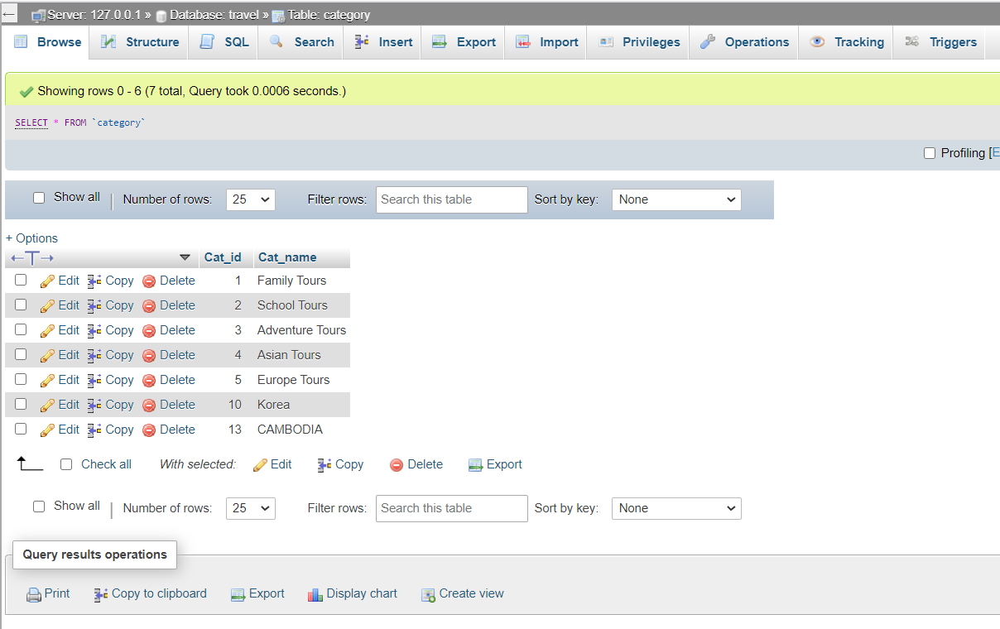 Server: 127.0.0.1 » Database: travel » Table: category
Browse Structure SQL Search Insert Export Import Privileges Operations Tracking Triggers
Showing rows 0 - 6 (7 total, Query took 0.0006 seconds.)
SELECT * FROM `category`
Profiling [E
Show all Number of rows: 25 Filter rows: Search this table Sort by key: None
+ Options
Cat_id Cat_name
Edit Copy Delete 1 Family Tours
Edit Copy Delete 2 School Tours
Edit Copy Delete 3 Adventure Tours
Edit Copy Delete 4 Asian Tours
Edit Copy Delete 5 Europe Tours
Edit Copy Delete 10 Korea
Edit Copy Delete 13 CAMBODIA
Check all With selected: Edit Copy Delete Export
Show all Number of rows: 25 Filter rows: Search this table Sort by key: None
Query results operations
Print Copy to clipboard Export Display chart Create view